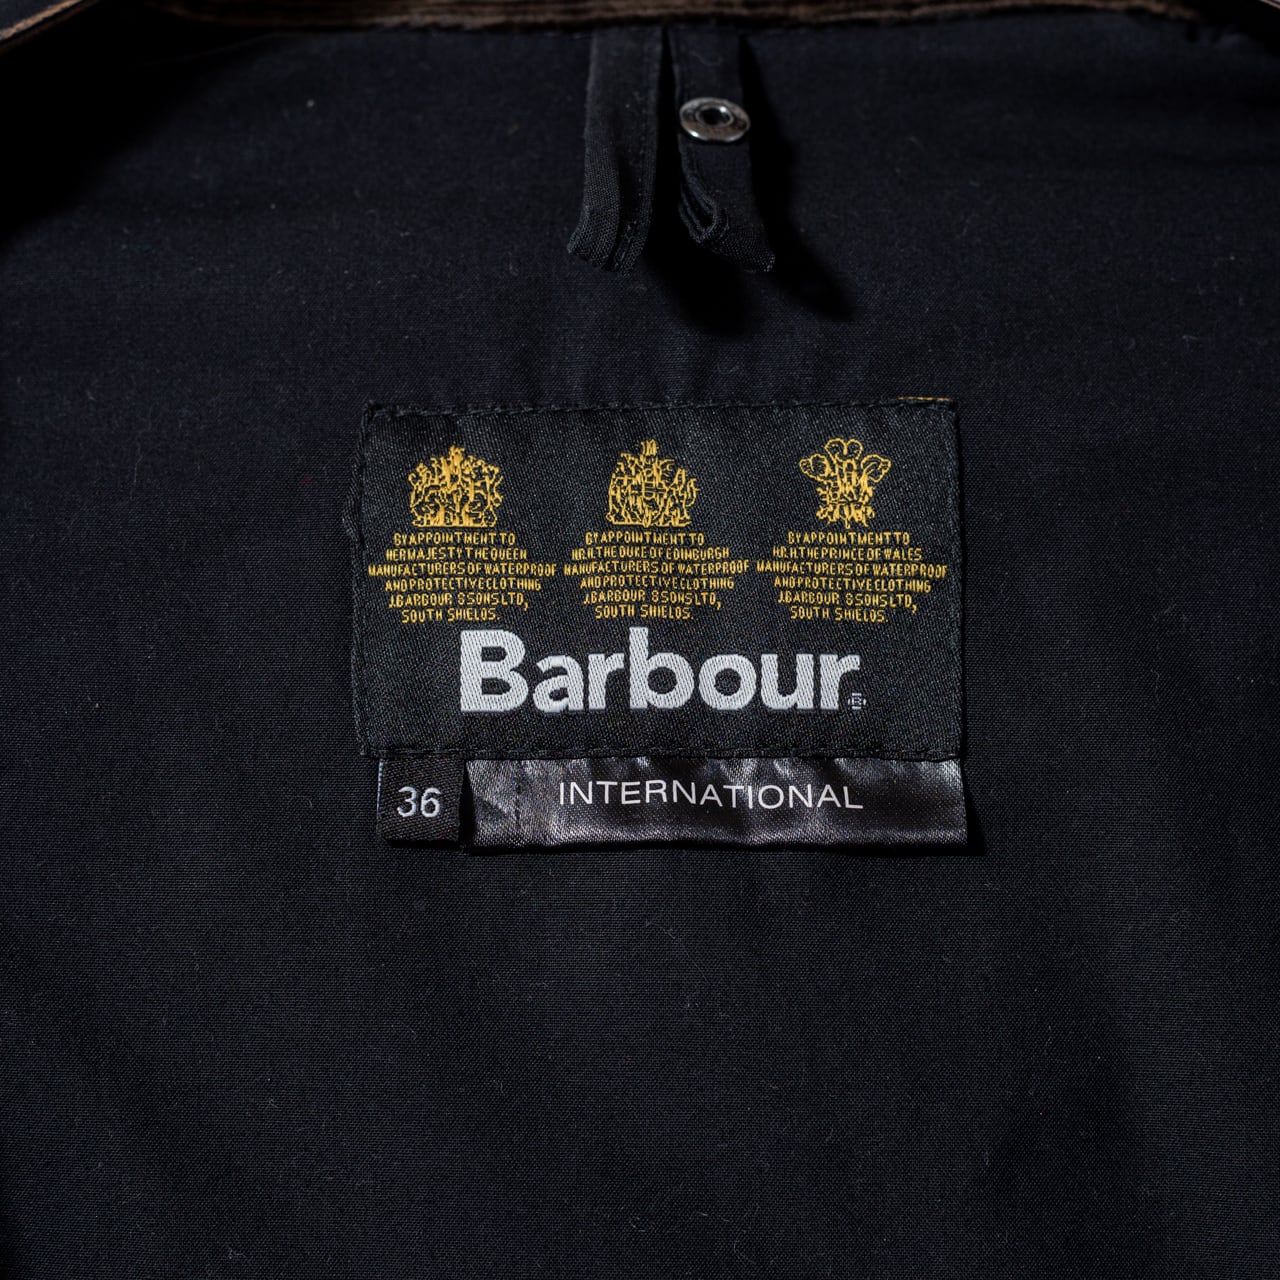 BY APPOINTMENT TO
HER MAJESTY THE QUEEN
MANUFACTURERS OF WATERPROOF
AND PROTECTIVE CLOTHING
J. BARBOUR & SONS LTD,
SOUTH SHIELDS.
BY APPOINTMENT TO
H.R.H. THE DUKE OF EDINBURGH
MANUFACTURERS OF WATERPROOF
AND PROTECTIVE CLOTHING
J. BARBOUR & SONS LTD,
SOUTH SHIELDS.
BY APPOINTMENT TO
H.R.H. THE PRINCE OF WALES
MANUFACTURERS OF WATERPROOF
AND PROTECTIVE CLOTHING
J. BARBOUR & SONS LTD,
SOUTH SHIELDS.
Barbour®
36
INTERNATIONAL